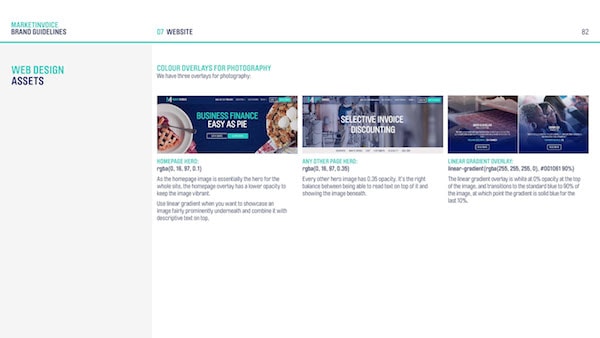 MARKETINVOICE
BRAND GUIDELINES
07 WEBSITE
82
WEB DESIGN
ASSETS
COLOUR OVERLAYS FOR PHOTOGRAPHY
We have three overlays for photography:
BUSINESS FINANCE
EASY AS PIE
SELECTIVE INVOICE
DISCOUNTING
HOMEPAGE HERO:
rgba(0, 16, 97, 0.1)
As the homepage image is essentially the hero for the
whole site, the homepage overlay has a lower opacity to
keep the image vibrant.
Use linear gradient when you want to showcase an
image fairly prominently underneath and combine it with
descriptive text on top.
ANY OTHER PAGE HERO:
rgba(0, 16, 97, 0.35)
Every other hero image has 0.35 opacity. It's the right
balance between being able to read text on top of it and
showing the image beneath.
LINEAR GRADIENT OVERLAY:
linear-gradient(rgba(255, 255, 255, 0), #001061 90%)
The linear gradient overlay is white at 0% opacity at the top
of the image, and transitions to the standard blue to 90% of
the image, at which point the gradient is solid blue for the
last 10%.